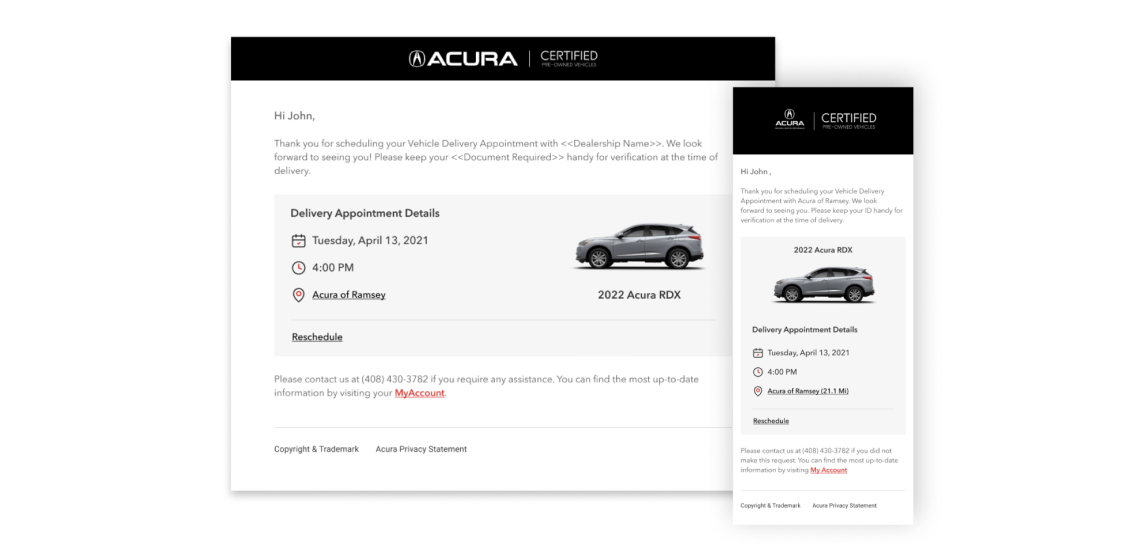 ACURA CERTIFIED
PRE-OWNED VEHICLES
Hi John,
Thank you for scheduling your Vehicle Delivery Appointment with <<Dealership Name>>. We look
forward to seeing you! Please keep your <<Document Required>> handy for verification at the time of
delivery.
Delivery Appointment Details
Tuesday, April 13, 2021
4:00 PM
Acura of Ramsey
2022 Acura RDX
Reschedule
Please contact us at (408) 430-3782 if you require any assistance. You can find the most up-to-date
information by visiting your MyAccount.
Copyright & Trademark Acura Privacy Statement
ACURA CERTIFIED
PRE-OWNED VEHICLES
Hi John ,
Thank you for scheduling your Vehicle Delivery
Appointment with Acura of Ramsey. We look
forward to seeing you. Please keep your ID handy for
verification at the time of delivery.
2022 Acura RDX
Delivery Appointment Details
Tuesday, April 13, 2021
4:00 PM
Acura of Ramsey (21.1 Mi)
Reschedule
Please contact us at (408) 430-3782 if you did not
make this request. You can find the most up-to-date
information by visiting My Account
Copyright & Trademark Acura Privacy Statement